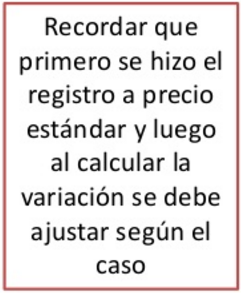 Recordar que
primero se hizo el
registro a precio
estándar y luego
al calcular la
variación se debe
ajustar según el
caso